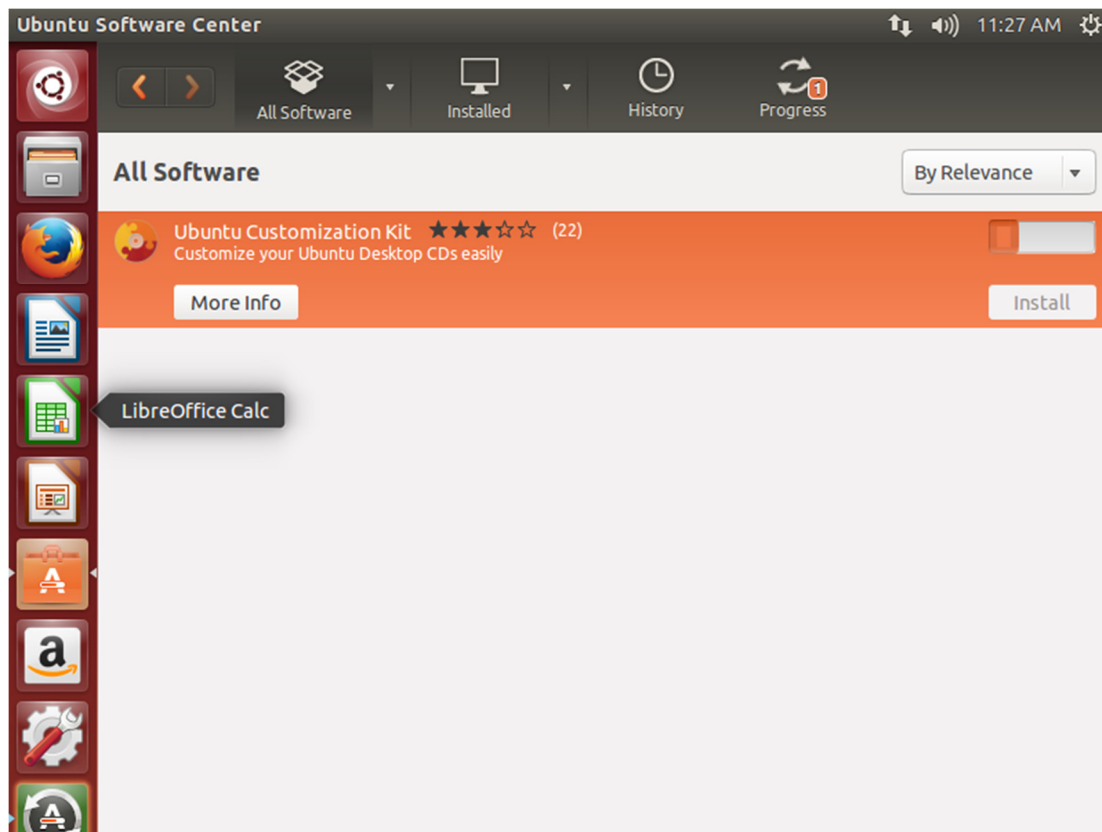 Ubuntu Software Center
11:27 AM
All Software
Installed
History
1
Progress
All Software
By Relevance
Ubuntu Customization Kit (22)
Customize your Ubuntu Desktop CDs easily
More Info
Install
LibreOffice Calc
A
a
A